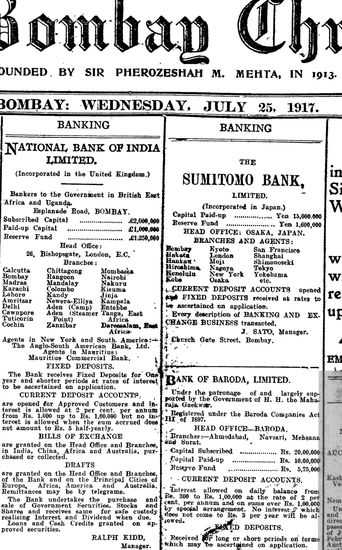 Bombay Chr
OUNDED BY SIR PHEROZESHAH M. MEHTA, IN 1913.
BOMBAY: WEDNESDAY, JULY 25, 1917.
BANKING
NATIONAL BANK OF INDIA
LIMITED.
(Incorporated in the United Kingdom.)
Bankers to the Government in British East
Africa and Uganda.
Esplanade Road, BOMBAY.
Subscribed Capital ... £2,000,000
Paid-up Capital ... £1,000,000
Reserve Fund ... £1,250,000
Head Office:
26, Bishopsgate, London, E.C.
Branches:
Calcutta Chittagong Mombasa
Bombay Rangoon Nairobi
Madras Mandalay Nakuru
Karachi Colombo Kisumu
Lahore Kandy Jinja
Amritsar Newera-Elliya Kampala
Delhi Aden (Camp) Entebbe
Cawnpore Aden (Steamer Tanga, East
Tuticorin Point) Africa
Cochin Zanzibar Daressalam, East
Africa
Agents in New York and South America:—
The Anglo-South American Bank, Ltd.
Agents in Mauritius:
Mauritius Commercial Bank.
FIXED DEPOSITS.
The Bank receives Fixed Deposits for One
year and shorter periods at rates of interest
to be ascertained on application.
CURRENT DEPOSIT ACCOUNTS
are opened for Approved Customers and In-
terest is allowed at 2 per cent, per annum
from Rs. 1,000 up to Rs. 1,00,000 but no in-
terest is allowed when the sum accrued does
not amount to Rs. 5 half-yearly.
BILLS OF EXCHANGE
are granted on the Head Office and Branches,
in India, China, Africa and Australia, pur-
chased or collected.
DRAFTS
are granted on the Head Office and Branches,
of the Bank and on the Principal Cities of
Europe, Africa, America and Australia.
Remittances may be by telegrams.
The Bank undertakes the purchase and
sale of Government Securities. Stocks and
Shares and receives same for safe custody
realising Interest and Dividend when due.
Loans and Cash Credits granted on ap-
proved securities.
RALPH KIDD,
Manager.
BANKING
THE
SUMITOMO BANK,
LIMITED.
(Incorporated in Japan.)
Capital Paid-up ... Yen 15,000,000
Reserve Fund ... Yen 1,600,000
HEAD OFFICE: OSAKA, JAPAN.
BRANCHES AND AGENTS:
Bombay Kyoto San Francisco
Hakata London Shanghai
Hankau Moji Shimonoseki
Hiroshima Nagoya Tokyo
Honolulu New York Yokohama
Kobe Osaka etc.
CURRENT DEPOSIT ACCOUNTS opened
and FIXED DEPOSITS received at rates to
be ascertained on application.
Every description of BANKING AND EX-
CHANGE BUSINESS transacted.
J. SATO, Manager.
Church Gate Street, Bombay.
BANK OF BARODA, LIMITED.
Under the patronage of and largely sup-
ported by the Government of H. H. the Maha-
raja Gaekwar.
Registered under the Baroda Companies Act
III of 1897.
HEAD OFFICE—BARODA.
Branches:—Ahmedabad, Navsari, Mehsana
and Surat.
Capital Subscribed ... Rs. 20,00,000
Capital Paid-up ... Rs. 10,00,000
Reserve Fund ... Rs. 5,75,000
CURRENT DEPOSIT ACCOUNTS.
Interest allowed on daily balance from
Rs. 300 to Rs. 1,00,000 at the rate of 2 per
cent. per annum and on sums over Rs. 1,00,000
by special arrangement. No interest which
does not come to Rs. 3 per year will be al-
lowed.
DEPOSITS.
Received for long or short periods on terms
which may be ascertained on application.